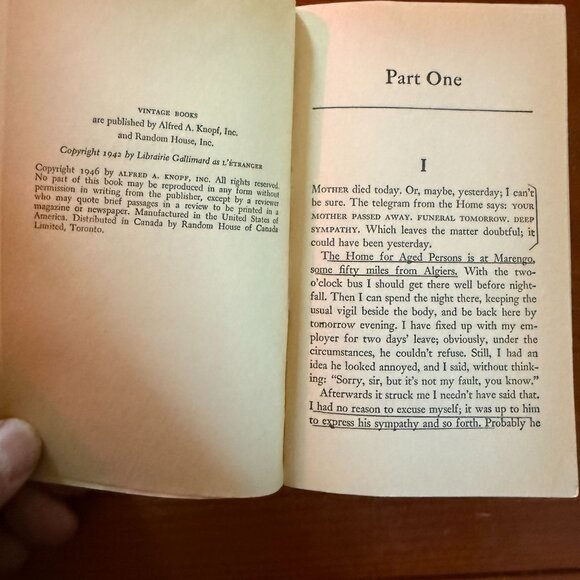 VINTAGE BOOKS
are published by Alfred A. Knopf, Inc.
and Random House, Inc.
Copyright 1942 by Librairie Gallimard as L'ÉTRANGER
Copyright 1946 by ALFRED A. KNOPF, INC. All rights reserved.
No part of this book may be reproduced in any form without
permission in writing from the publisher, except by a reviewer
who may quote brief passages in a review to be printed in a
magazine or newspaper. Manufactured in the United States of
America. Distributed in Canada by Random House of Canada
Limited, Toronto.
Part One
I
MOTHER died today. Or, maybe, yesterday; I can't
be sure. The telegram from the Home says: YOUR
MOTHER PASSED AWAY. FUNERAL TOMORROW. DEEP
SYMPATHY. Which leaves the matter doubtful; it
could have been yesterday.
The Home for Aged Persons is at Marengo,
some fifty miles from Algiers. With the two-
o'clock bus I should get there well before night-
fall. Then I can spend the night there, keeping the
usual vigil beside the body, and be back here by
tomorrow evening. I have fixed up with my em-
ployer for two days' leave; obviously, under the
circumstances, he couldn't refuse. Still, I had an
idea he looked annoyed, and I said, without think-
ing: "Sorry, sir, but it's not my fault, you know."
Afterwards it struck me I needn't have said that.
I had no reason to excuse myself; it was up to him
to express his sympathy and so forth. Probably he